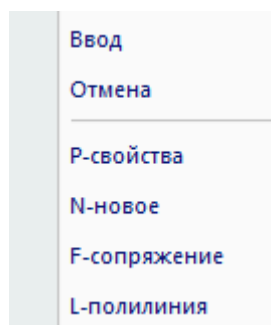 Ввод
Отмена
P-свойства
N-новое
F-сопряжение
L-полилиния